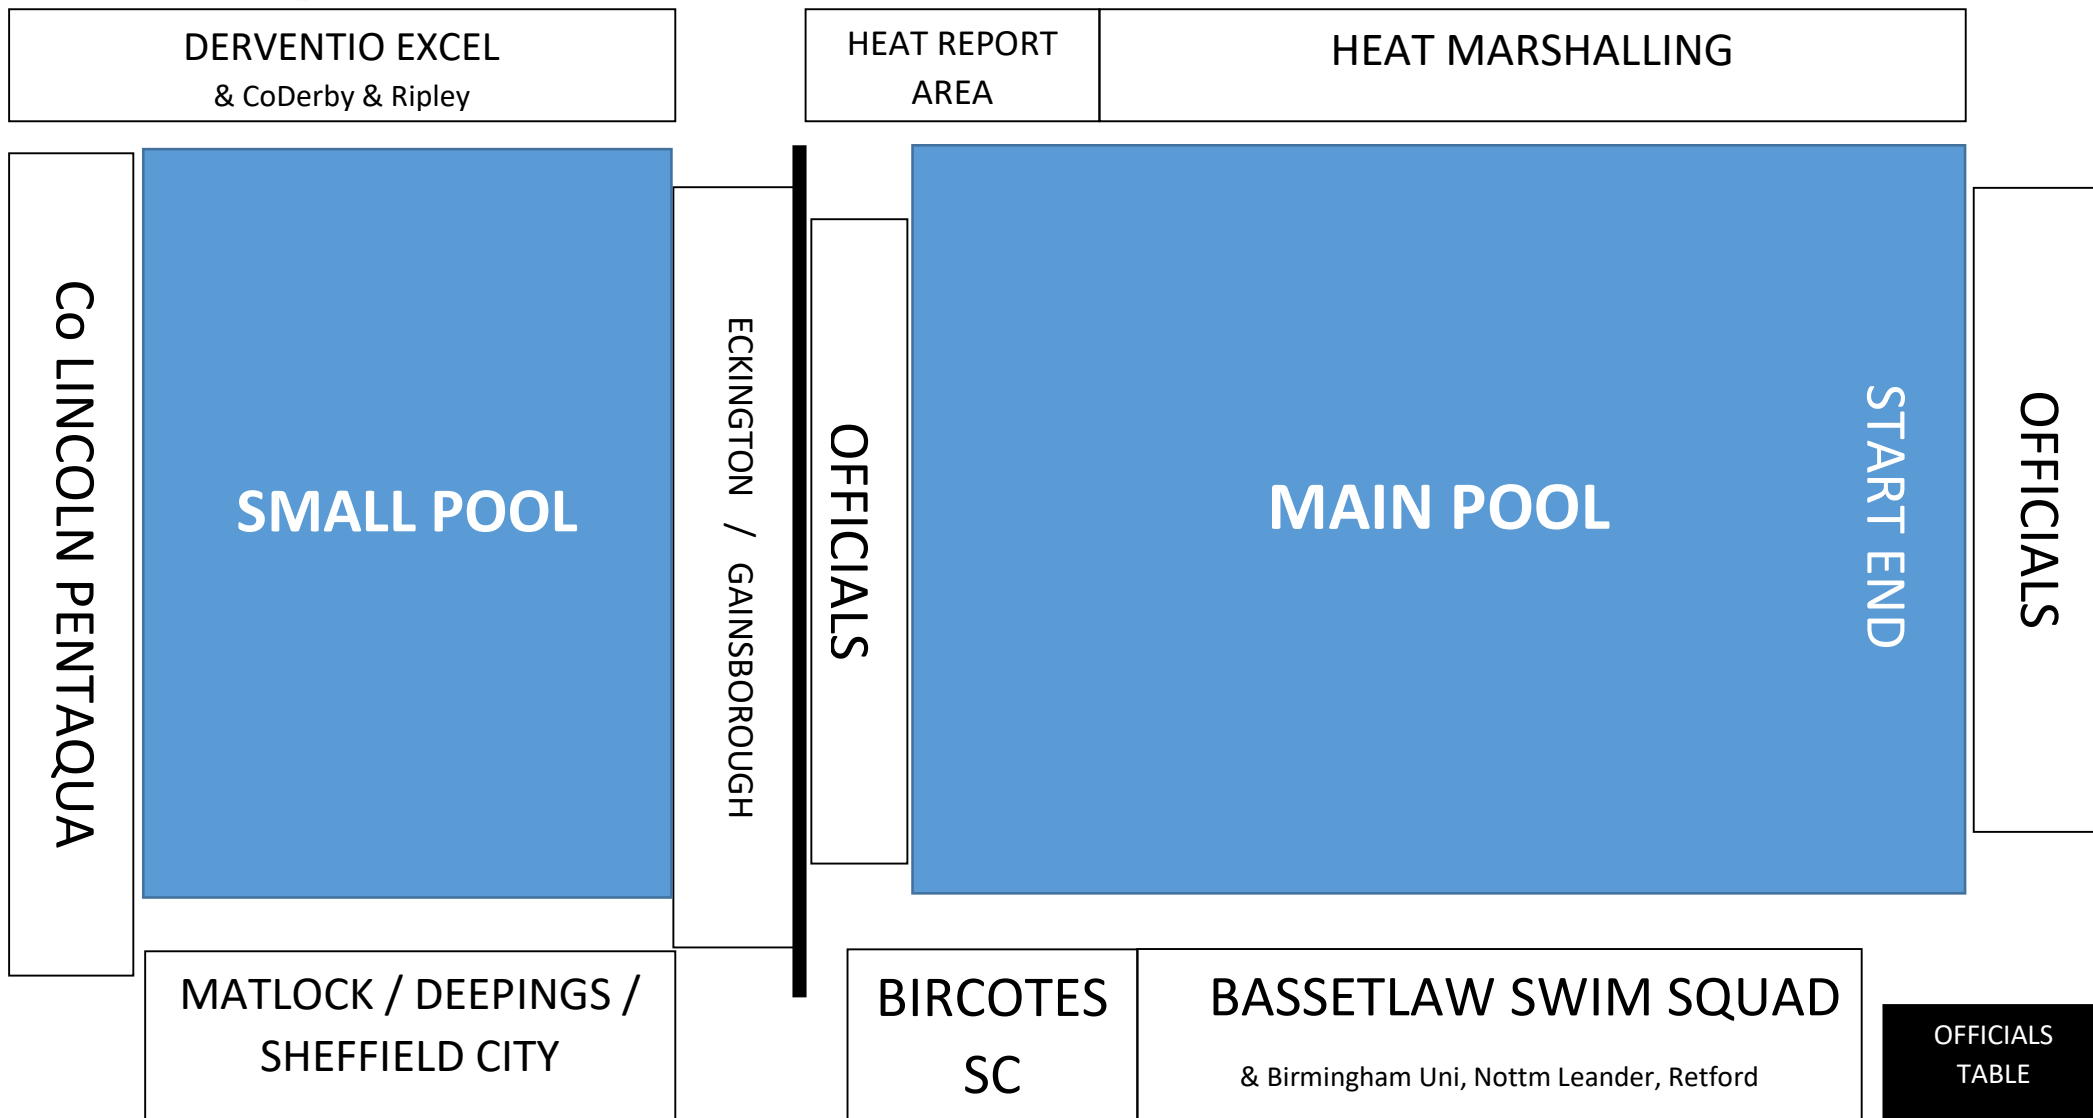 DERVENTIO EXCEL
& CoDerby & Ripley
HEAT REPORT
AREA
HEAT MARSHALLING
Co LINCOLN PENTAQUA
SMALL POOL
ECKINGTON / GAINSBOROUGH
OFFICIALS
MAIN POOL
START END
OFFICIALS
MATLOCK / DEEPINGS /
SHEFFIELD CITY
BIRCOTES
SC
BASSETLAW SWIM SQUAD
& Birmingham Uni, Nottm Leander, Retford
OFFICIALS
TABLE